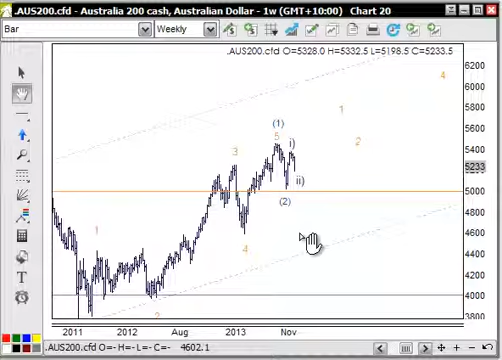 .AUS200.cfd - Australia 200 cash, Australian Dollar - 1w (GMT+10:00) Chart 20
Bar
Weekly
.AUS200.cfd O=5328.0 H=5332.5 L=5198.5 C=5233.5
6200
4
6000
5800
1
5600
(1)
5
i)
2
5400
3
5233
ii)
5000
(2)
4800
1
4600
4
4400
4200
4000
2
3800
2011
2012
Aug
2013
Nov
T
.AUS200.cfd O=-H=-L=-C=- 4602.1